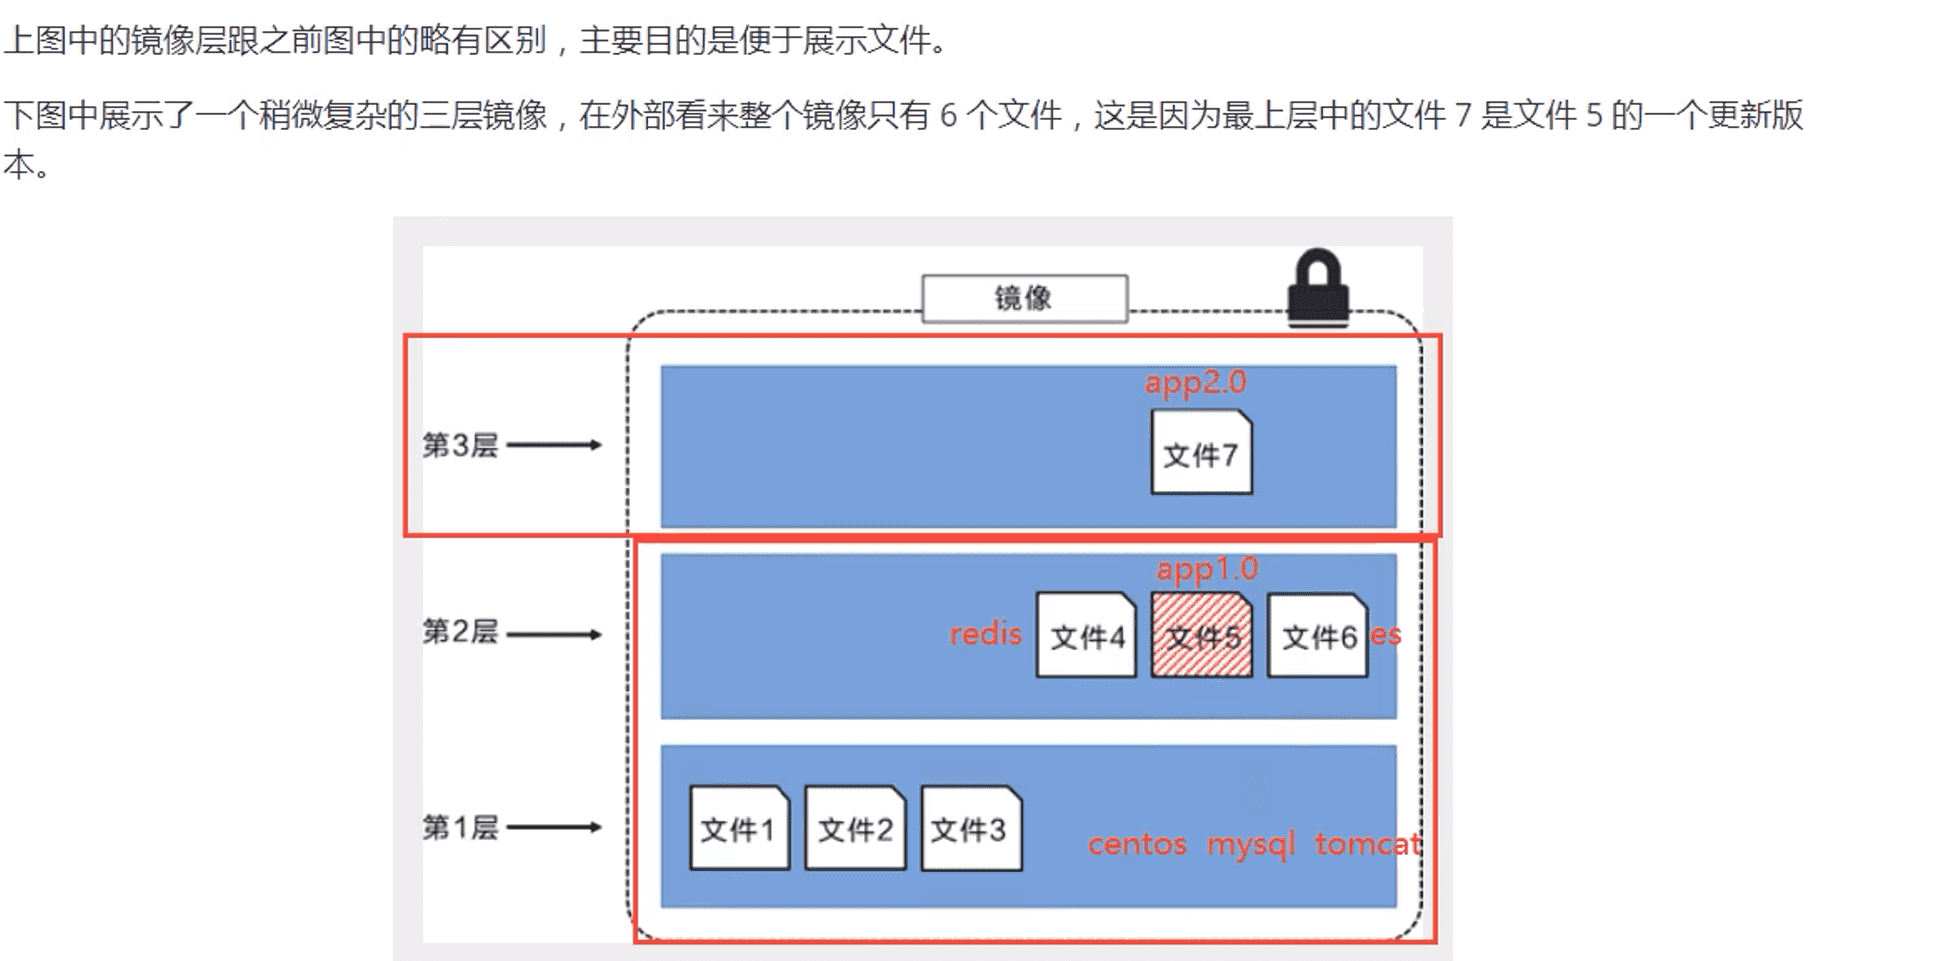 上图中的镜像层跟之前图中的略有区别，主要目的是便于展示文件。
下图中展示了一个稍微复杂的三层镜像，在外部看来整个镜像只有 6 个文件，这是因为最上层中的文件 7 是文件 5 的一个更新版
本。
镜像
app2.0
第3层
文件7
app1.0
第2层
redis 文件4 文件5 文件6 es
第1层
文件1 文件2 文件3
centos mysql tomcat